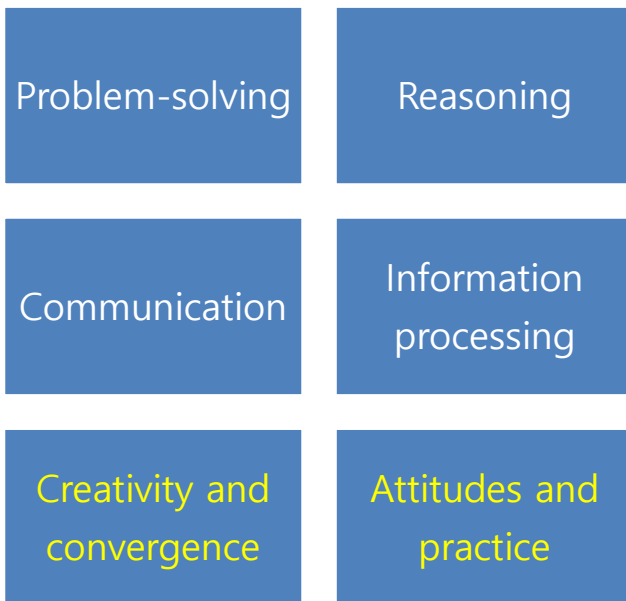 Problem-solving
Reasoning
Communication
Information
processing
Creativity and
convergence
Attitudes and
practice